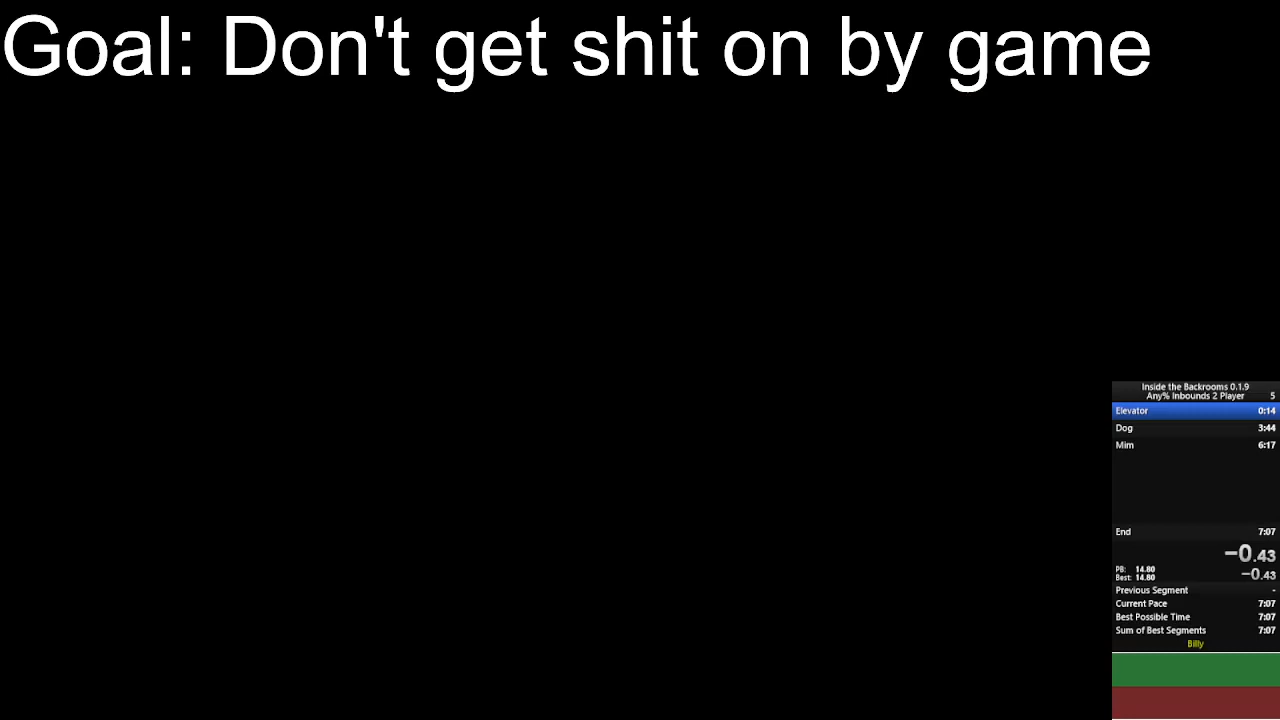 Goal: Don't get shit on by game
Inside the Backrooms 0.1.9
Any% Inbounds 2 Player 5
Elevator 0:14
Dog 3:44
Mim 6:17
End 7:07
−0.43
PB: 14.80
Best: 14.80 −0.43
Previous Segment -
Current Pace 7:07
Best Possible Time 7:07
Sum of Best Segments 7:07
Billy